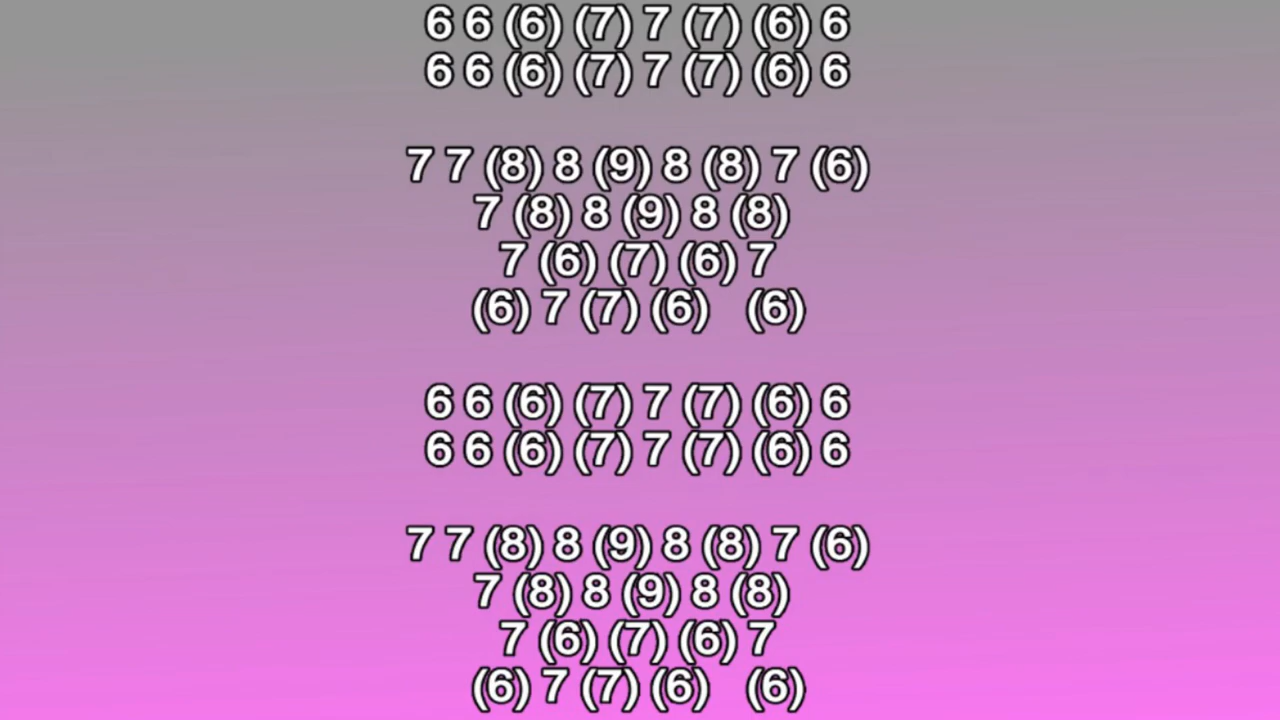 6 6 (6) (7) 7 (7) (6) 6
6 6 (6) (7) 7 (7) (6) 6
7 7 (8) 8 (9) 8 (8) 7 (6)
7 (8) 8 (9) 8 (8)
7 (6) (7) (6) 7
(6) 7 (7) (6) (6)
6 6 (6) (7) 7 (7) (6) 6
6 6 (6) (7) 7 (7) (6) 6
7 7 (8) 8 (9) 8 (8) 7 (6)
7 (8) 8 (9) 8 (8)
7 (6) (7) (6) 7
(6) 7 (7) (6) (6)